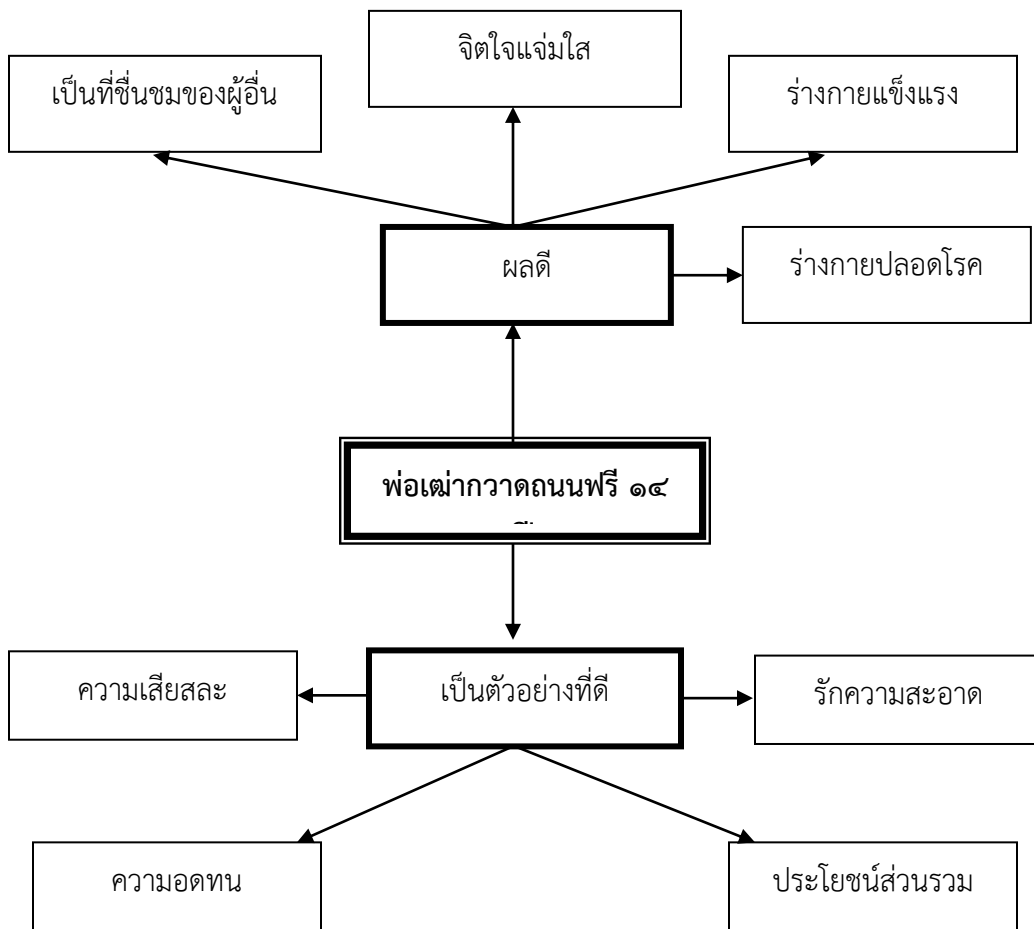 จิตใจแจ่มใส
เป็นที่ชื่นชมของผู้อื่น
ร่างกายแข็งแรง
ผลดี
ร่างกายปลอดโรค
พ่อเฒ่ากวาดถนนฟรี ๑๔
ความเสียสละ
เป็นตัวอย่างที่ดี
รักความสะอาด
ความอดทน
ประโยชน์ส่วนรวม